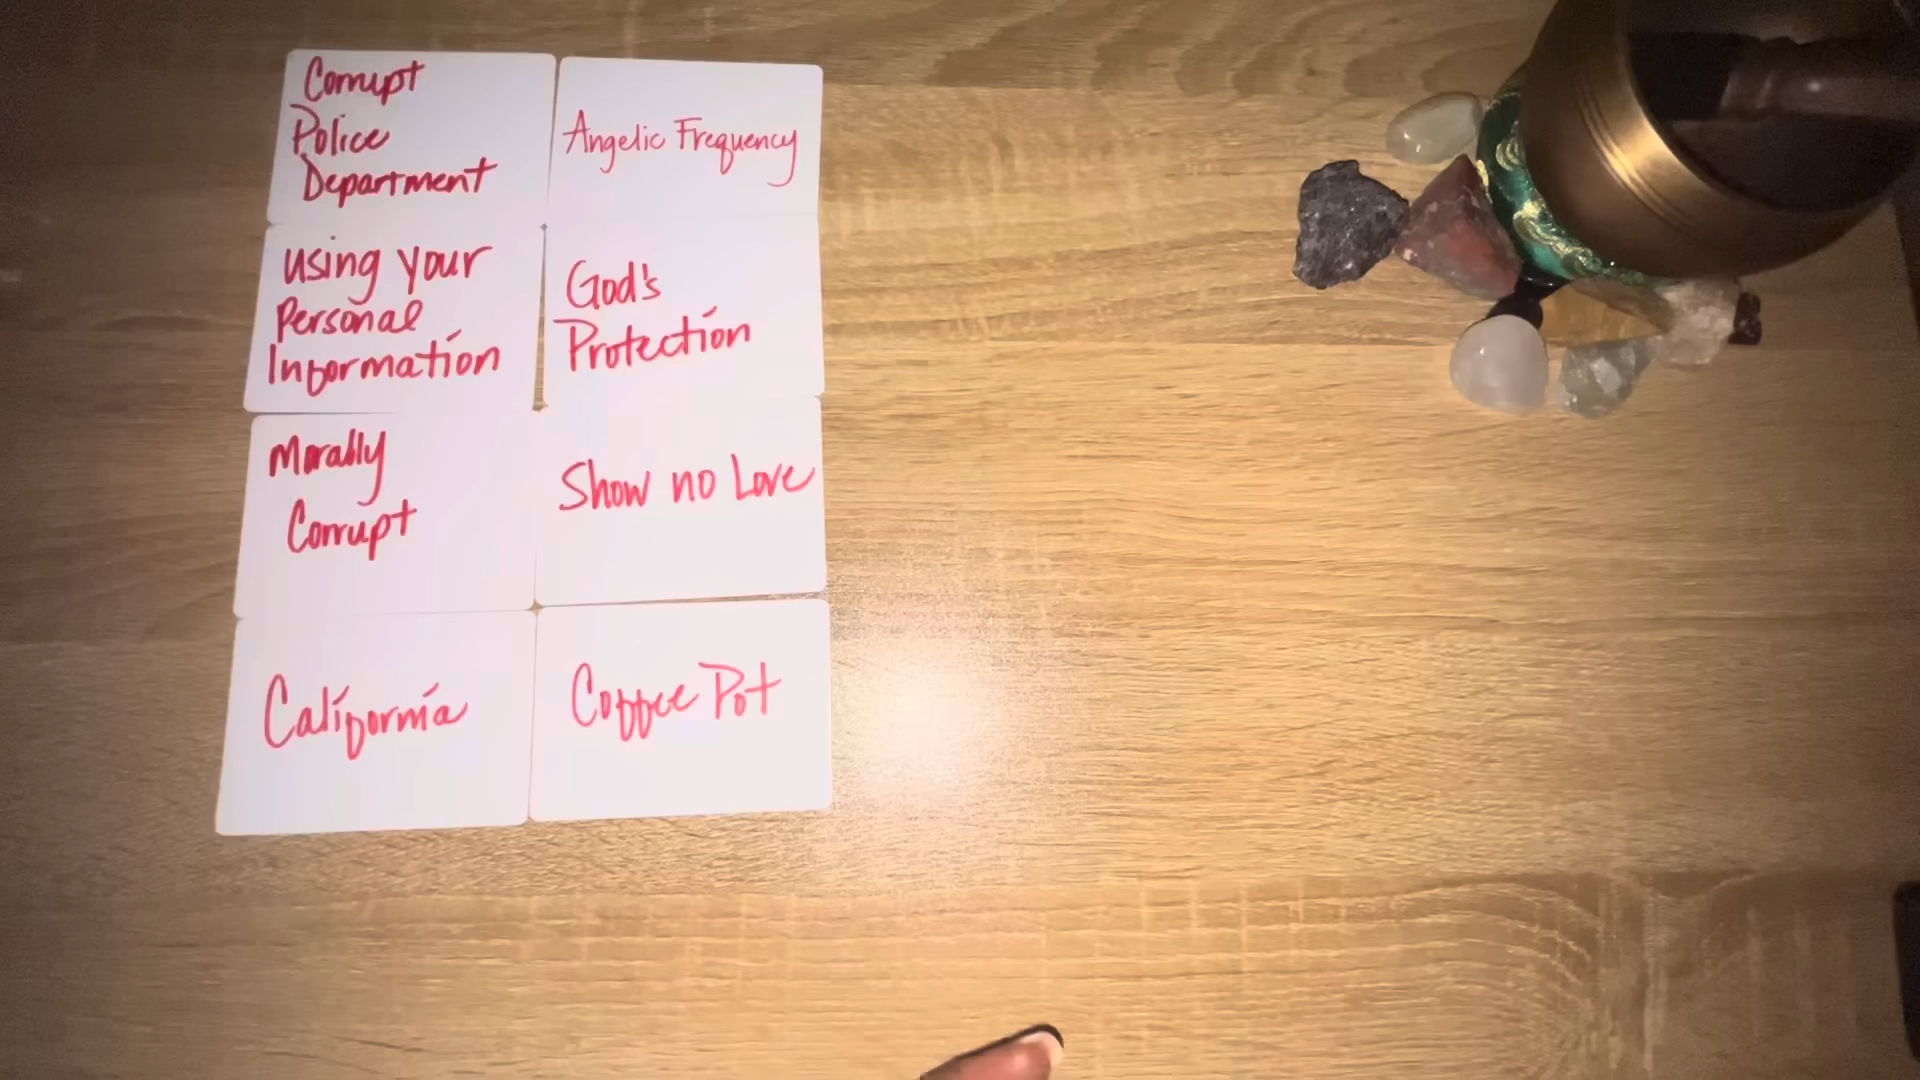 Corrupt
Police
Department
Angelic Frequency
using your
Personal
Information
God's
Protection
Morally
Corrupt
Show no Love
California
Coffee Pot